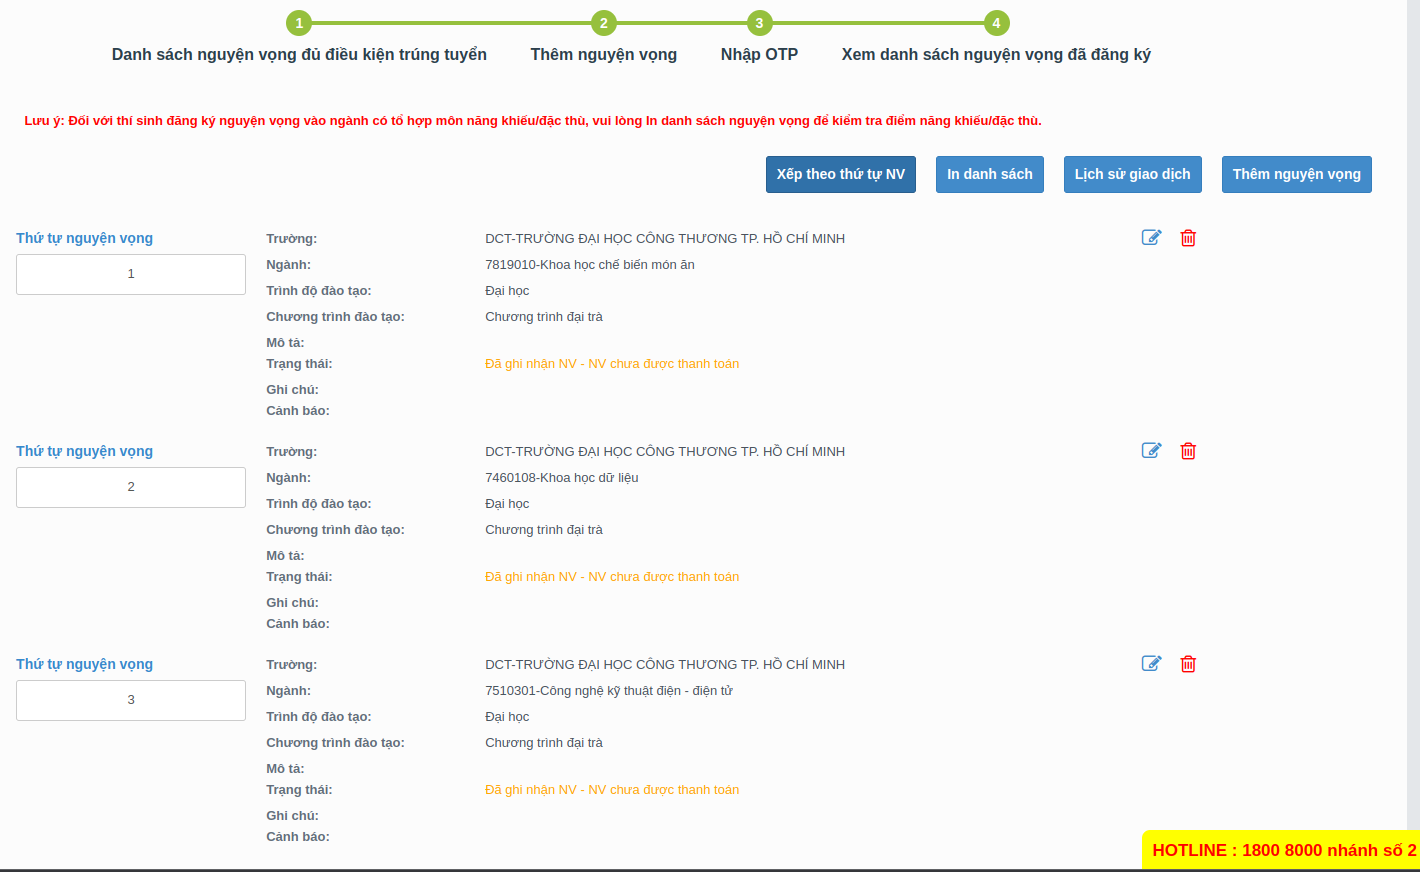 1 2 3 4
Danh sách nguyện vọng đủ điều kiện trúng tuyển Thêm nguyện vọng Nhập OTP Xem danh sách nguyện vọng đã đăng ký
Lưu ý: Đối với thí sinh đăng ký nguyện vọng vào ngành có tổ hợp môn năng khiếu/đặc thù, vui lòng In danh sách nguyện vọng để kiểm tra điểm năng khiếu/đặc thù.
Xếp theo thứ tự NV In danh sách Lịch sử giao dịch Thêm nguyện vọng
Thứ tự nguyện vọng
1
Trường: DCT-TRƯỜNG ĐẠI HỌC CÔNG THƯƠNG TP. HỒ CHÍ MINH
Ngành: 7819010-Khoa học chế biến món ăn
Trình độ đào tạo: Đại học
Chương trình đào tạo: Chương trình đại trà
Mô tả:
Trạng thái: Đã ghi nhận NV - NV chưa được thanh toán
Ghi chú:
Cảnh báo:
Thứ tự nguyện vọng
2
Trường: DCT-TRƯỜNG ĐẠI HỌC CÔNG THƯƠNG TP. HỒ CHÍ MINH
Ngành: 7460108-Khoa học dữ liệu
Trình độ đào tạo: Đại học
Chương trình đào tạo: Chương trình đại trà
Mô tả:
Trạng thái: Đã ghi nhận NV - NV chưa được thanh toán
Ghi chú:
Cảnh báo:
Thứ tự nguyện vọng
3
Trường: DCT-TRƯỜNG ĐẠI HỌC CÔNG THƯƠNG TP. HỒ CHÍ MINH
Ngành: 7510301-Công nghệ kỹ thuật điện - điện tử
Trình độ đào tạo: Đại học
Chương trình đào tạo: Chương trình đại trà
Mô tả:
Trạng thái: Đã ghi nhận NV - NV chưa được thanh toán
Ghi chú:
Cảnh báo:
HOTLINE : 1800 8000 nhánh số 2